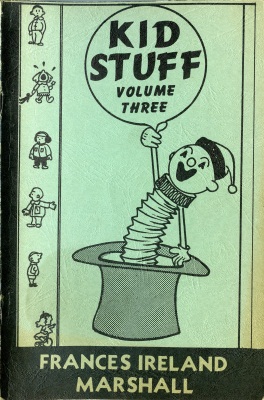 KID
STUFF
VOLUME
THREE
FRANCES IRELAND
MARSHALL